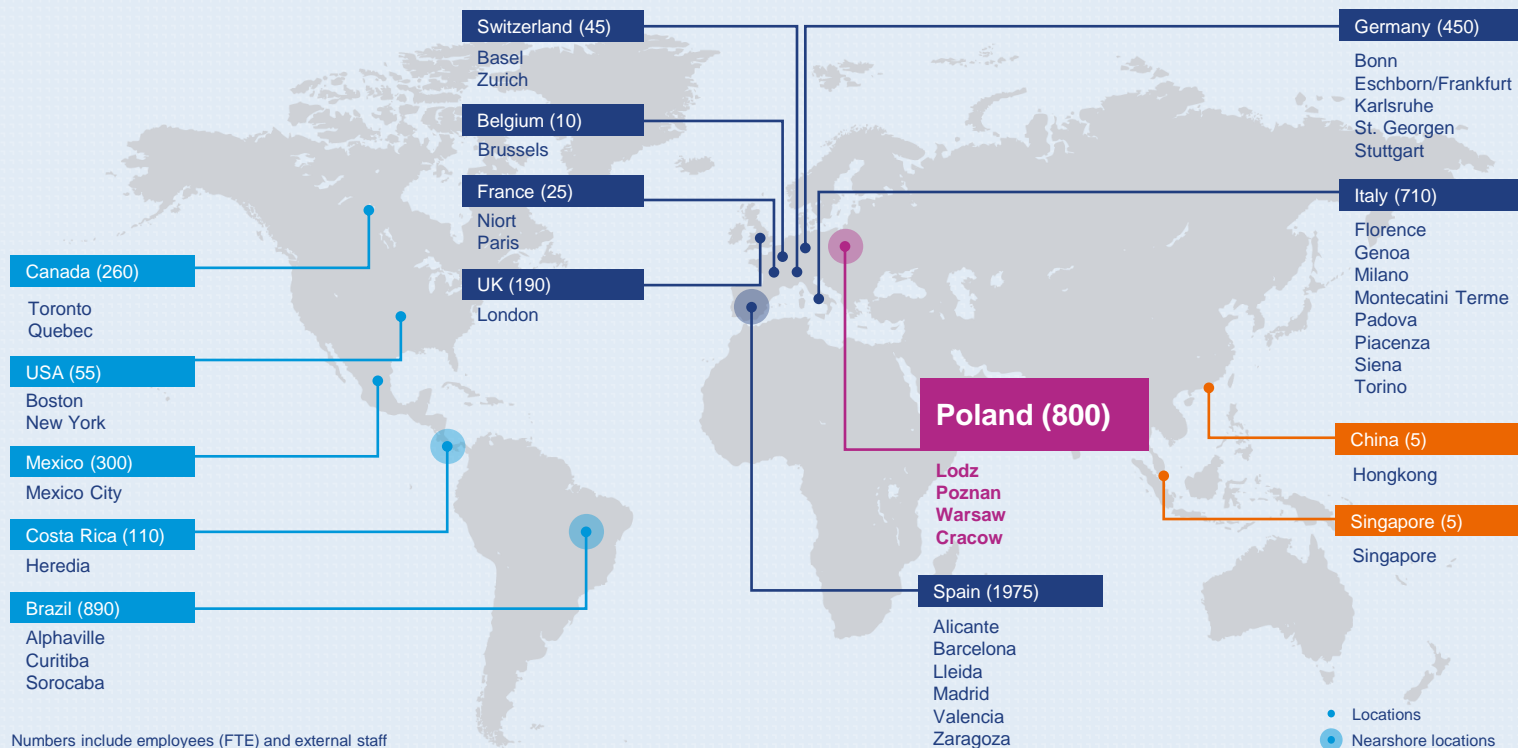 Switzerland (45)
Basel
Zurich
Belgium (10)
Brussels
France (25)
Niort
Paris
UK (190)
London
Germany (450)
Bonn
Eschborn/Frankfurt
Karlsruhe
St. Georgen
Stuttgart
Italy (710)
Florence
Genoa
Milano
Montecatini Terme
Padova
Piacenza
Siena
Torino
Canada (260)
Toronto
Quebec
USA (55)
Boston
New York
Mexico (300)
Mexico City
Costa Rica (110)
Heredia
Brazil (890)
Alphaville
Curitiba
Sorocaba
Poland (800)
Lodz
Poznan
Warsaw
Cracow
Spain (1975)
Alicante
Barcelona
Lleida
Madrid
Valencia
Zaragoza
China (5)
Hongkong
Singapore (5)
Singapore
Locations
Nearshore locations
Numbers include employees (FTE) and external staff